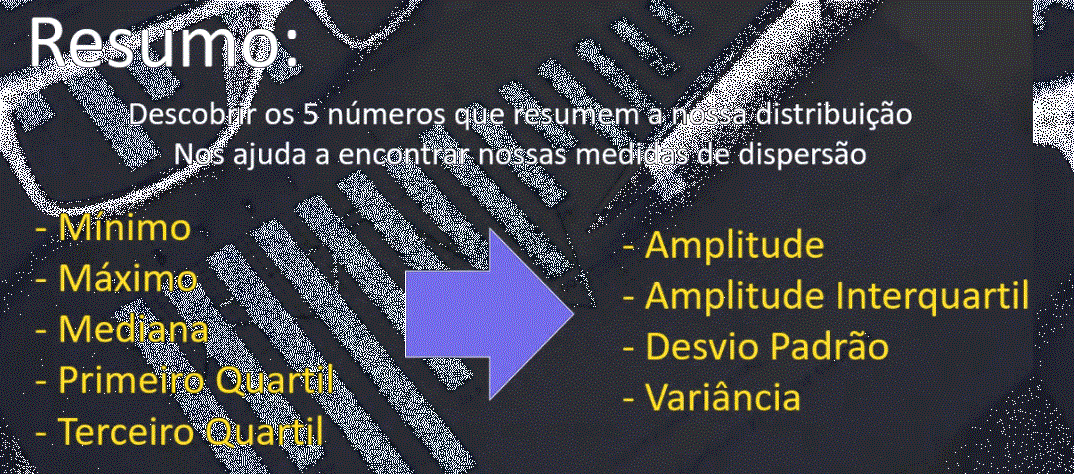 Resumo:
Descobrir os 5 números que resumem a nossa distribuição
Nos ajuda a encontrar nossas medidas de dispersão
- Mínimo
- Máximo
- Mediana
- Primeiro Quartil
- Terceiro Quartil
- Amplitude
- Amplitude Interquartil
- Desvio Padrão
- Variância